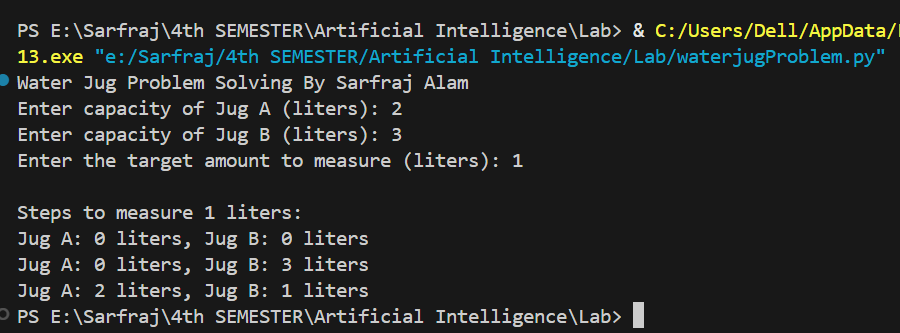 PS E:\Sarfraj\4th SEMESTER\Artificial Intelligence\Lab> & C:/Users/Dell/AppData/
13.exe "e:/Sarfraj/4th SEMESTER/Artificial Intelligence/Lab/waterjugProblem.py"
Water Jug Problem Solving By Sarfraj Alam
Enter capacity of Jug A (liters): 2
Enter capacity of Jug B (liters): 3
Enter the target amount to measure (liters): 1

Steps to measure 1 liters:
Jug A: 0 liters, Jug B: 0 liters
Jug A: 0 liters, Jug B: 3 liters
Jug A: 2 liters, Jug B: 1 liters
PS E:\Sarfraj\4th SEMESTER\Artificial Intelligence\Lab>